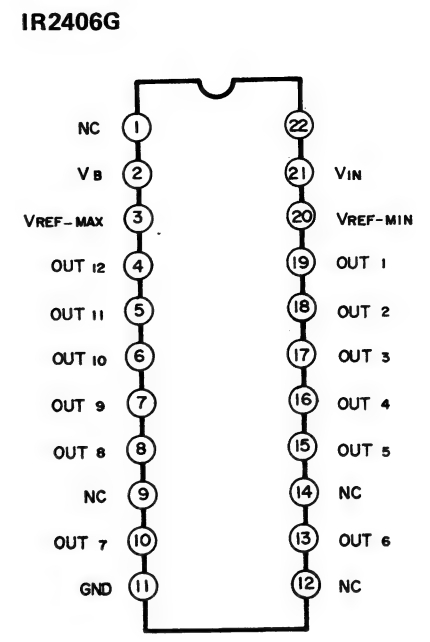 IR2406G
NC 1 22
VB 2 21 VIN
VREF-MAX 3 20 VREF-MIN
OUT 12 4 19 OUT 1
OUT 11 5 18 OUT 2
OUT 10 6 17 OUT 3
OUT 9 7 16 OUT 4
OUT 8 8 15 OUT 5
NC 9 14 NC
OUT 7 10 13 OUT 6
GND 11 12 NC